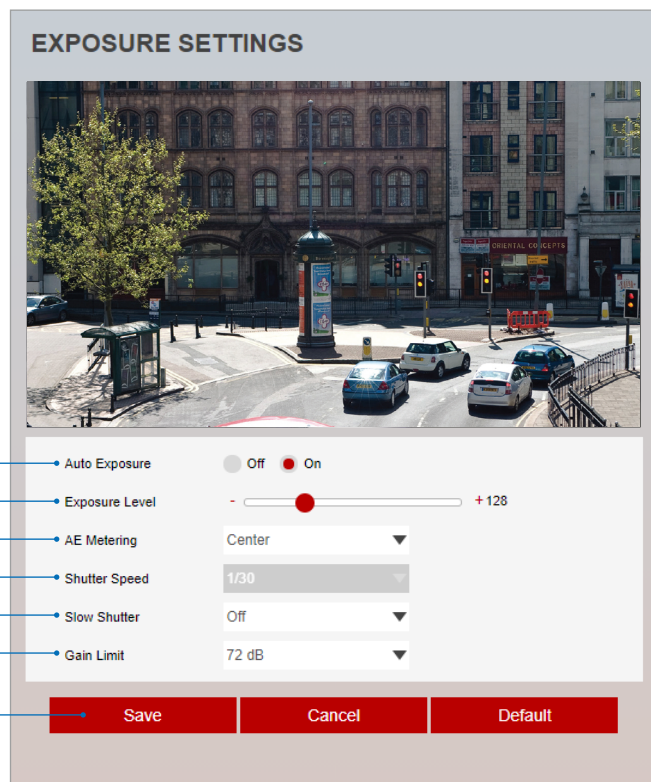 EXPOSURE SETTINGS
ORIENTAL CONCEPTS
Auto Exposure Off On
Exposure Level - + 128
AE Metering Center
Shutter Speed 1/30
Slow Shutter Off
Gain Limit 72 dB
Save Cancel Default